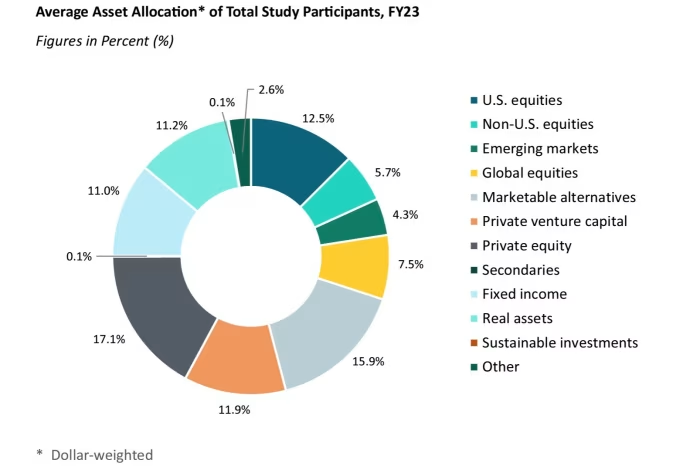 Average Asset Allocation* of Total Study Participants, FY23
Figures in Percent (%)
2.6%
0.1%
12.5%
11.2%
5.7%
11.0%
4.3%
0.1%
7.5%
17.1%
15.9%
11.9%
U.S. equities
Non-U.S. equities
Emerging markets
Global equities
Marketable alternatives
Private venture capital
Private equity
Secondaries
Fixed income
Real assets
Sustainable investments
Other
* Dollar-weighted